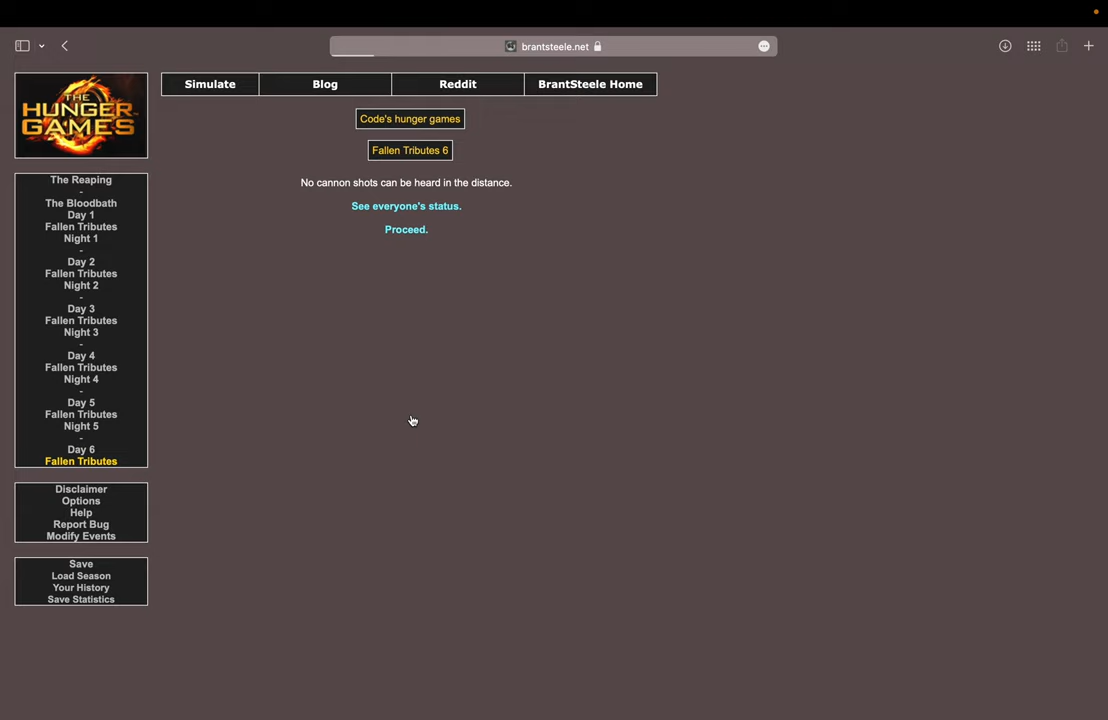 brantsteele.net
THE
HUNGER
GAMES
Simulate
Blog
Reddit
BrantSteele Home
Code's hunger games
Fallen Tributes 6
No cannon shots can be heard in the distance.
See everyone's status.
Proceed.
The Reaping
-
The Bloodbath
Day 1
Fallen Tributes
Night 1
-
Day 2
Fallen Tributes
Night 2
-
Day 3
Fallen Tributes
Night 3
-
Day 4
Fallen Tributes
Night 4
-
Day 5
Fallen Tributes
Night 5
-
Day 6
Fallen Tributes
Disclaimer
Options
Help
Report Bug
Modify Events
Save
Load Season
Your History
Save Statistics